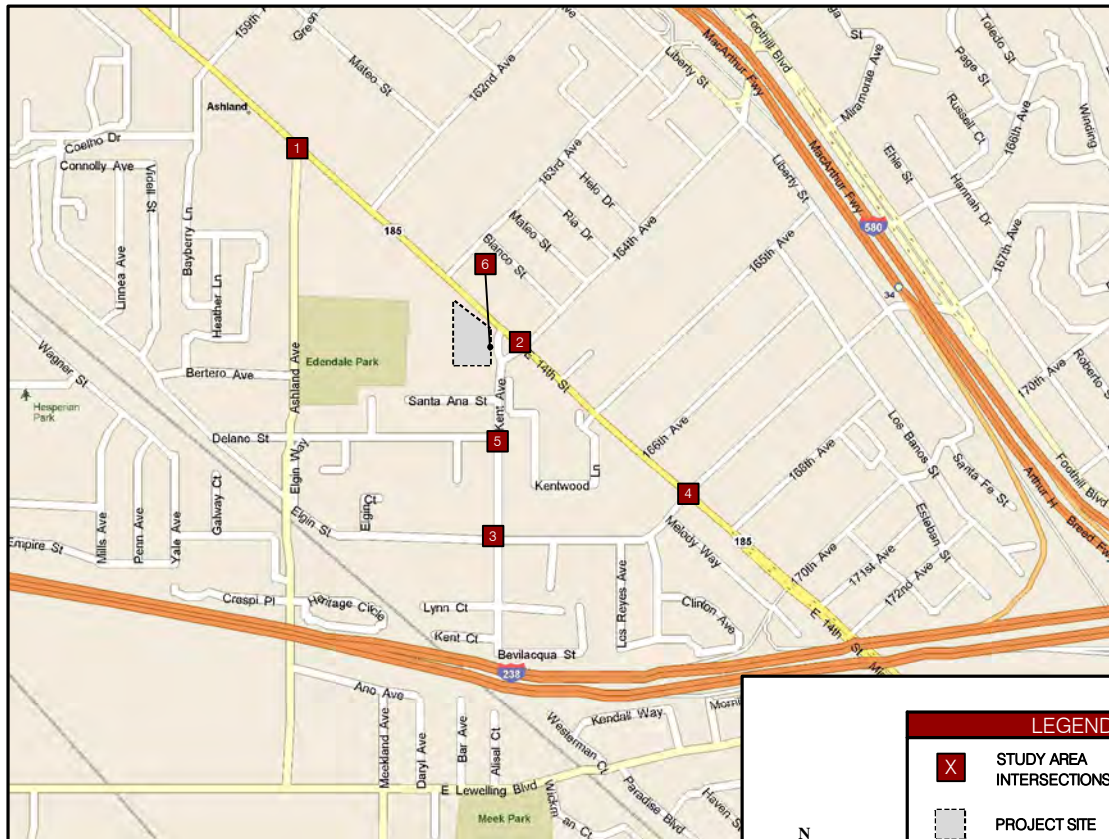 159th Ave
Mateo St
162nd Ave
Liberty St
MacArthur Fwy
Foothill Blvd
St
Miramonte Ave
Toledo St
Page St
Russell Ct
166th Ave
Winding
Ashland
Coelho Dr
Connolly Ave
Videll St
Linnea Ave
Bayberry Ln
Heather Ln
1
185
163rd Ave
Helo Dr
Ria Dr
Mateo St
Blanco St
164th Ave
165th Ave
Liberty St
MacArthur Fwy
580
34
Ehle St
Hannah Dr
167th Ave
6
2
E 14th St
Edendale Park
Ashland Ave
Wagner St
Hesperian
Park
Bertero Ave
Santa Ana St
Kent Ave
Delano St
5
Elgin Way
Kentwood Ln
166th Ave
168th Ave
4
Los Banos St
Santa Fe St
Roberto St
170th Ave
Foothill Blvd
Arthur H
Breed Fwy
Galway Ct
Elgin Ct
Elgin St
3
Mills Ave
Penn Ave
Yale Ave
Empire St
Melody Way
185
170th Ave
171st Ave
172nd Ave
Esteban St
E 14th St
Craspi Pl
Heritage Circle
Lynn Ct
Kent Ct
Bevilacqua St
Los Reyes Ave
Clinton Ave
238
Ano Ave
Meekland Ave
Daryl Ave
Bar Ave
Alisal Ct
Westerman Ct
Kendall Way
E Lewelling Blvd
Meek Park
Paradise Blvd
Haven St
LEGEND
X
STUDY AREA
INTERSECTIONS
PROJECT SITE
N